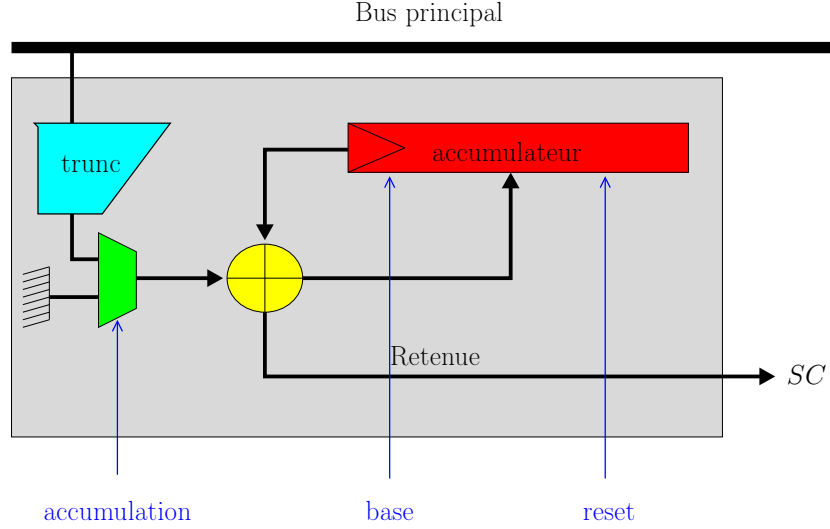 Bus principal
trunc
accumulateur
Retenue
SC
accumulation
base
reset